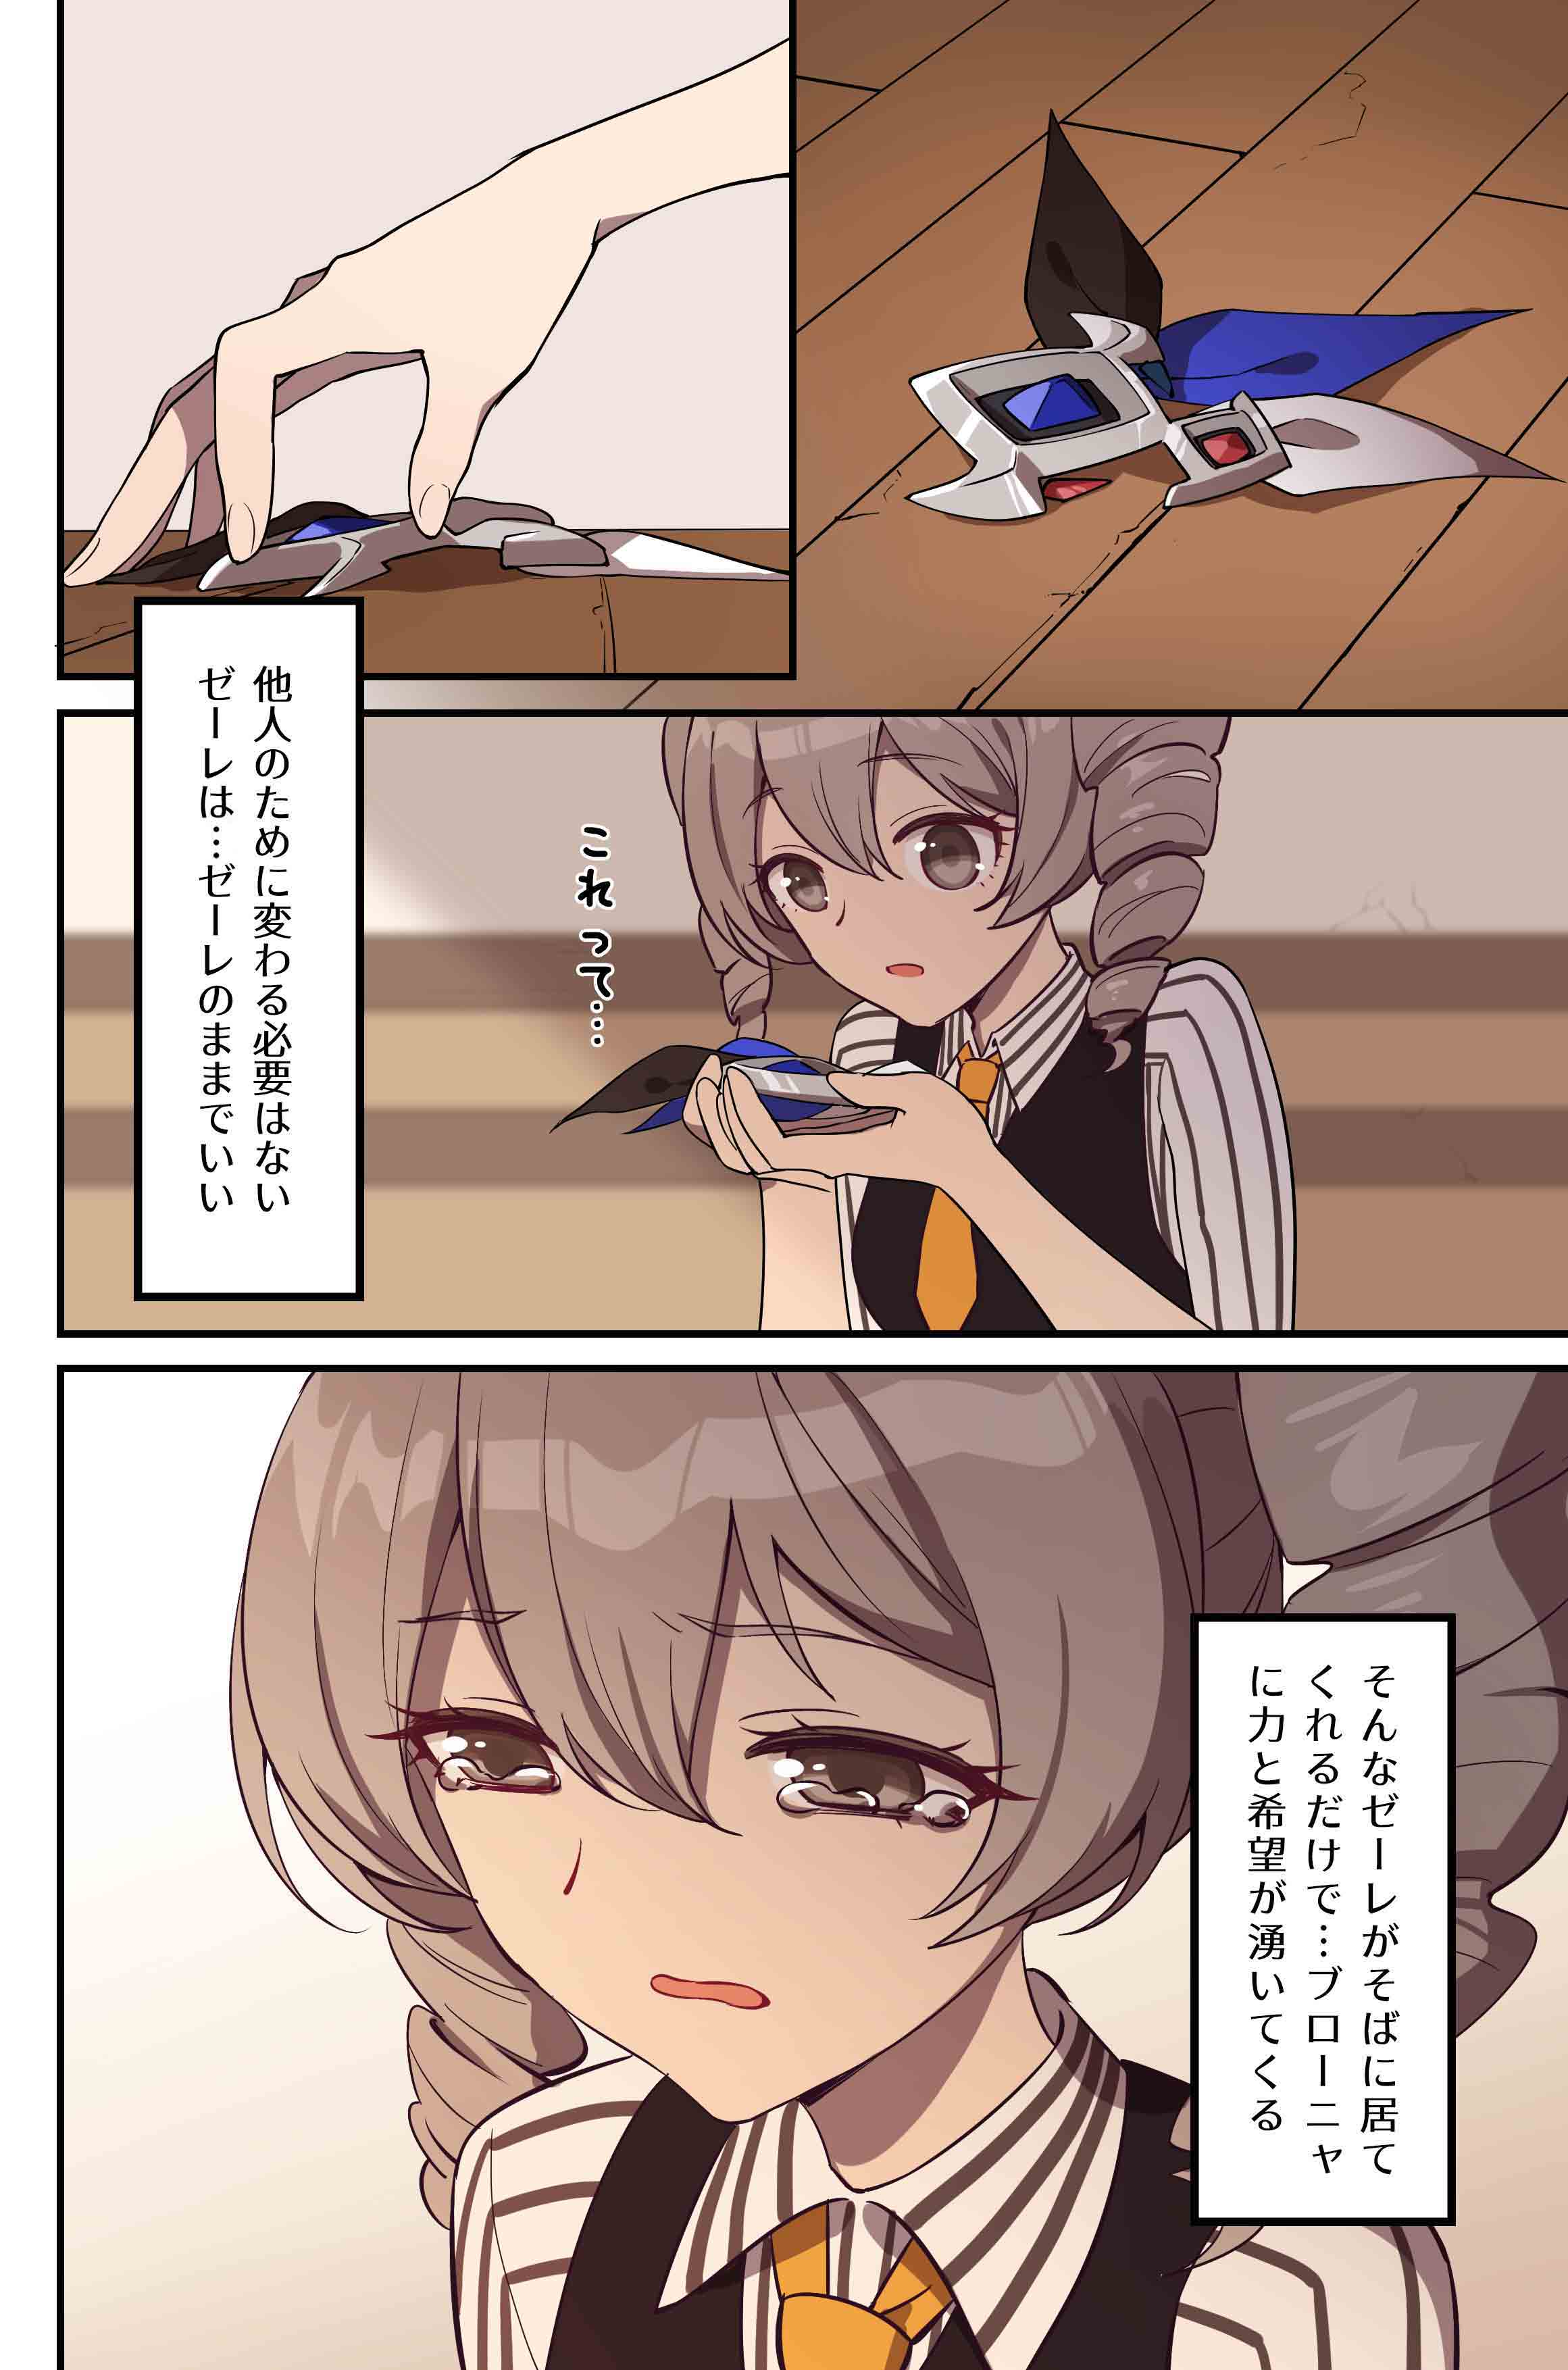 他人のために変わる必要はない
ゼーレは…ゼーレのままでいい
これって…
そんなゼーレがそばに居て
くれるだけで…ブローニャ
に力と希望が湧いてくる